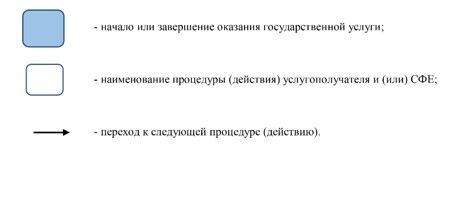 - начало или завершение оказания государственной услуги;
- наименование процедуры (действия) услугополучателя и (или) СФЕ;
- переход к следующей процедуре (действию).